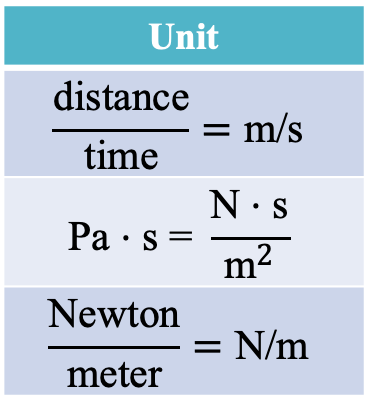 Unit
distance
time
= m/s
Pa · s =
N · s
m²
Newton
meter
= N/m